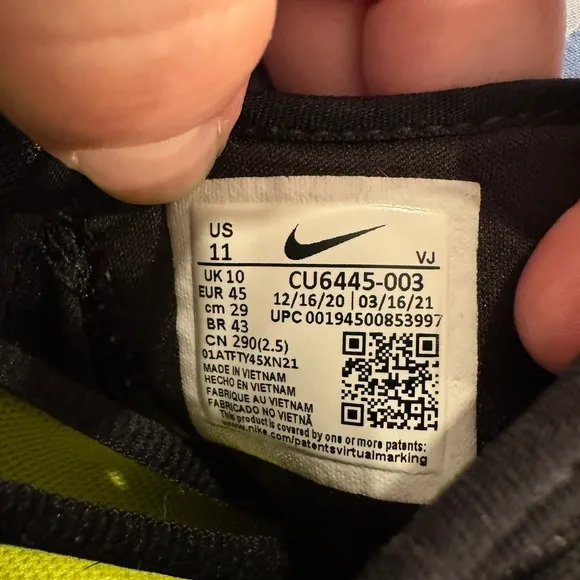 US
11
VJ
UK 10
EUR 45
cm 29
BR 43
CN 290(2.5)
CU6445-003
12/16/20 | 03/16/21
UPC 00194500853997
01ATFTY45XN21
MADE IN VIETNAM
HECHO EN VIETNAM
FABRIQUE AU VIETNAM
FABRICADO NO VIETNÃ
This product is covered by one or more patents:
www.nike.com/patentsvirtualmarking